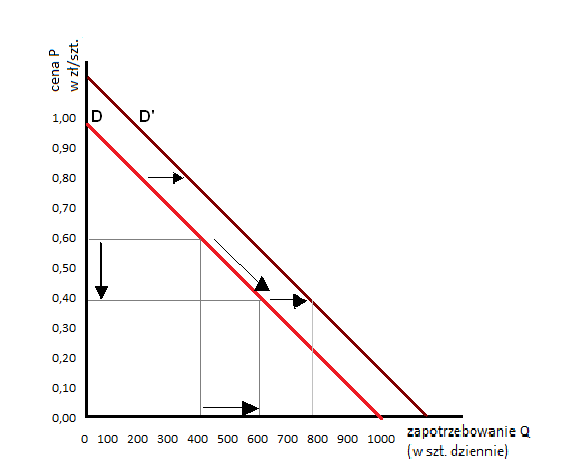 cena P
w zł/szt.
D D'
1,00
0,90
0,80
0,70
0,60
0,50
0,40
0,30
0,20
0,10
0,00
0 100 200 300 400 500 600 700 800 900 1000
zapotrzebowanie Q
(w szt. dziennie)